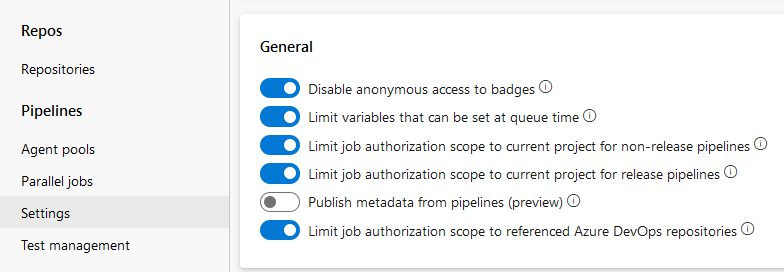 Repos
Repositories
Pipelines
Agent pools
Parallel jobs
Settings
Test management
General
Disable anonymous access to badges
Limit variables that can be set at queue time
Limit job authorization scope to current project for non-release pipelines
Limit job authorization scope to current project for release pipelines
Publish metadata from pipelines (preview)
Limit job authorization scope to referenced Azure DevOps repositories